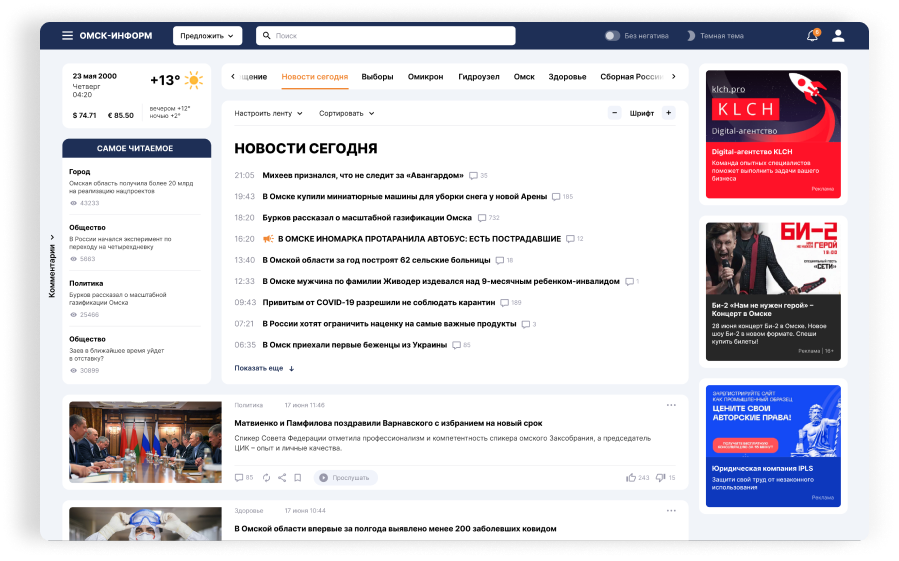 ОМСК-ИНФОРМ
Предложить
Поиск
Без негатива
Темная тема
23 мая 2000
Четверг
04:20
+13°
$ 74.71 € 85.50
вечером +12°
ночью +2°
САМОЕ ЧИТАЕМОЕ
Город
Омская область получила более 20 млрд
на реализацию нацпроектов
43233
Общество
В России начался эксперимент по
переходу на четырехдневку
5663
Политика
Бурков рассказал о масштабной
газификации Омска
25466
Общество
Заев в ближайшее время уйдет
в отставку?
30899
Комментарии
щение Новости сегодня Выборы Омикрон Гидроузел Омск Здоровье Сборная Росси
Настроить ленту Сортировать − Шрифт +
НОВОСТИ СЕГОДНЯ
21:05 Михеев признался, что не следит за «Авангардом» 36
19:43 В Омске купили миниатюрные машины для уборки снега у новой Арены 185
18:20 Бурков рассказал о масштабной газификации Омска 732
16:20 В ОМСКЕ ИНОМАРКА ПРОТАРАНИЛА АВТОБУС: ЕСТЬ ПОСТРАДАВШИЕ 12
13:40 В Омской области за год построят 62 сельские больницы 18
12:33 В Омске мужчина по фамилии Живодер издевался над 9-месячным ребенком-инвалидом 1
09:43 Привитым от COVID-19 разрешили не соблюдать карантин 189
07:21 В России хотят ограничить наценку на самые важные продукты 3
06:35 В Омск приехали первые беженцы из Украины 86
Показать еще
Политика 17 июня 11:46
Матвиенко и Памфилова поздравили Варнавского с избранием на новый срок
Спикер Совета Федерации отметила профессионализм и компетентность спикера омского Заксобрания, а председатель
ЦИК – опыт и личные качества.
85 Прослушать 243 15
Здоровье 17 июня 10:44
В Омской области впервые за полгода выявлено менее 200 заболевших ковидом
klch.pro
KLCH
Digital-агентство
Digital-агентство KLCH
Команда опытных специалистов
поможет выполнить задачи вашего
бизнеса
Реклама
БИ-2
НАМ НЕ НУЖЕН ГЕРОЙ
«СЕТИ»
Би-2 «Нам не нужен герой» –
Концерт в Омске
28 июня концерт Би-2 в Омске. Новое
шоу Би-2 в новом формате. Спеши
купить билеты!
Реклама | 16+
ЗАРЕГИСТРИРУЙТЕ САЙТ
КАК ПРОМЫШЛЕННЫЙ ОБРАЗЕЦ
ЦЕНИТЕ СВОИ
АВТОРСКИЕ ПРАВА!
Юридическая компания IPLS
Защити свой труд от незаконного
использования
Реклама